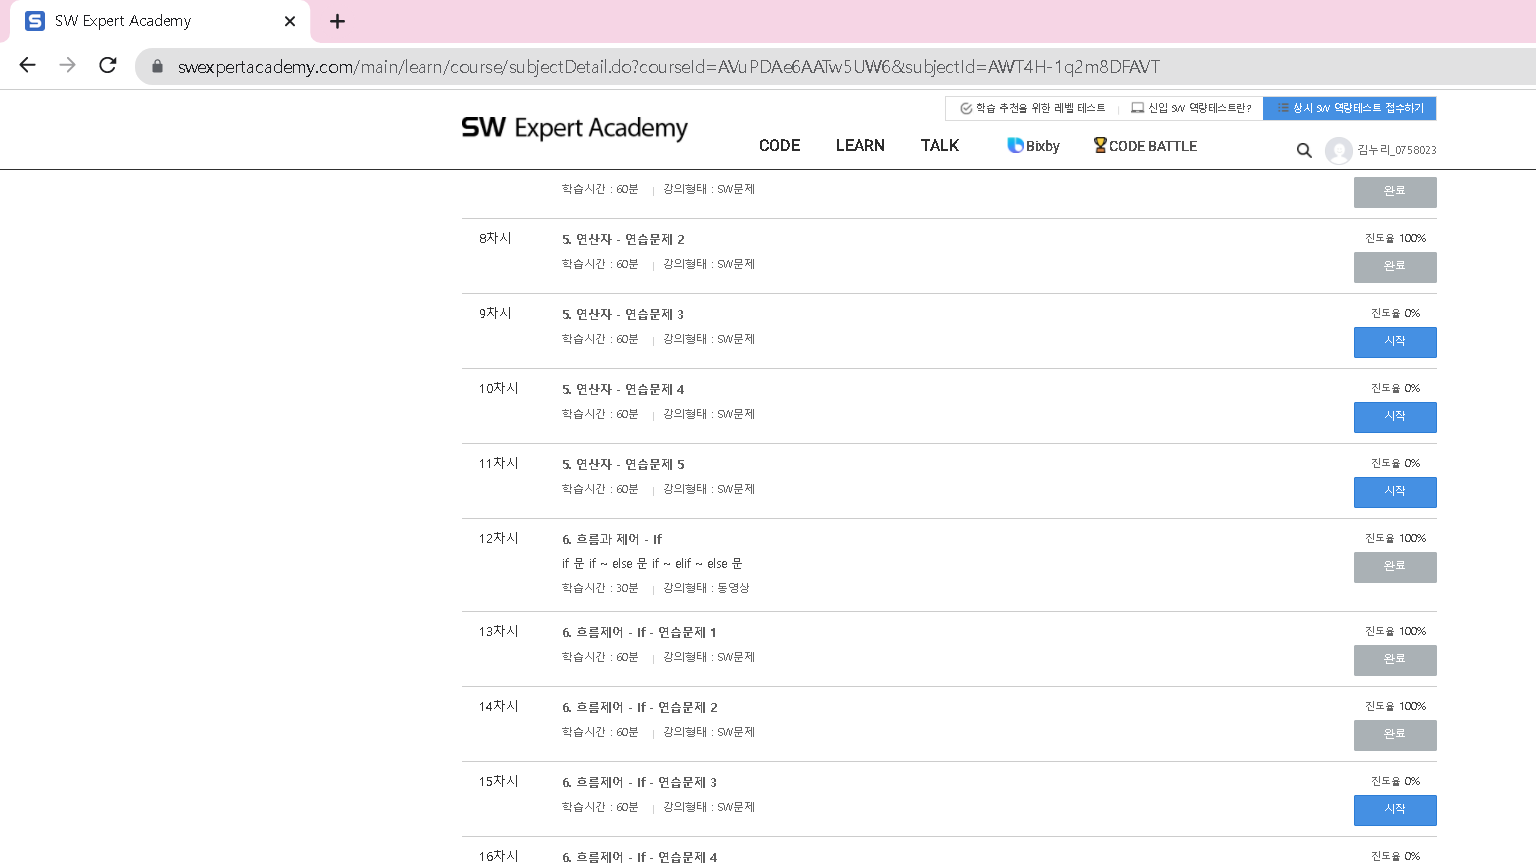 SW Expert Academy
swexpertacademy.com/main/learn/course/subjectDetail.do?courseId=AVuPDAe6AATw5UW6&subjectId=AWT4H-1q2m8DFAVT
학습 추천을 위한 레벨 테스트 신입 SW 역량테스트란? 상시 SW 역량테스트 접수하기
SW Expert Academy
CODE LEARN TALK Bixby CODE BATTLE 김누리_0758023
학습시간 : 60분 강의형태 : SW문제 완료
8차시 5. 연산자 - 연습문제 2 진도율 100%
학습시간 : 60분 강의형태 : SW문제 완료
9차시 5. 연산자 - 연습문제 3 진도율 0%
학습시간 : 60분 강의형태 : SW문제 시작
10차시 5. 연산자 - 연습문제 4 진도율 0%
학습시간 : 60분 강의형태 : SW문제 시작
11차시 5. 연산자 - 연습문제 5 진도율 0%
학습시간 : 60분 강의형태 : SW문제 시작
12차시 6. 흐름과 제어 - If 진도율 100%
if 문 if ~ else 문 if ~ elif ~ else 문 완료
학습시간 : 30분 강의형태 : 동영상
13차시 6. 흐름제어 - If - 연습문제 1 진도율 100%
학습시간 : 60분 강의형태 : SW문제 완료
14차시 6. 흐름제어 - If - 연습문제 2 진도율 100%
학습시간 : 60분 강의형태 : SW문제 완료
15차시 6. 흐름제어 - If - 연습문제 3 진도율 0%
학습시간 : 60분 강의형태 : SW문제 시작
16차시 6. 흐름제어 - If - 연습문제 4 진도율 0%